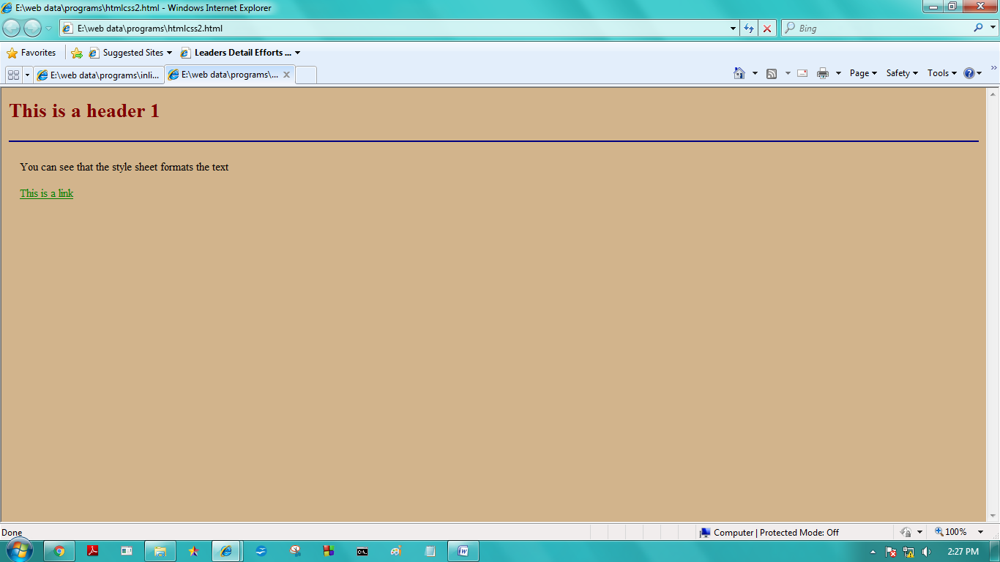 E:\web data\programs\htmlcss2.html - Windows Internet Explorer
E:\web data\programs\htmlcss2.html
Bing
Favorites
Suggested Sites
Leaders Detail Efforts ...
E:\web data\programs\inli...
E:\web data\programs\...
Page
Safety
Tools
This is a header 1
You can see that the style sheet formats the text
This is a link
Done
Computer | Protected Mode: Off
100%
2:27 PM